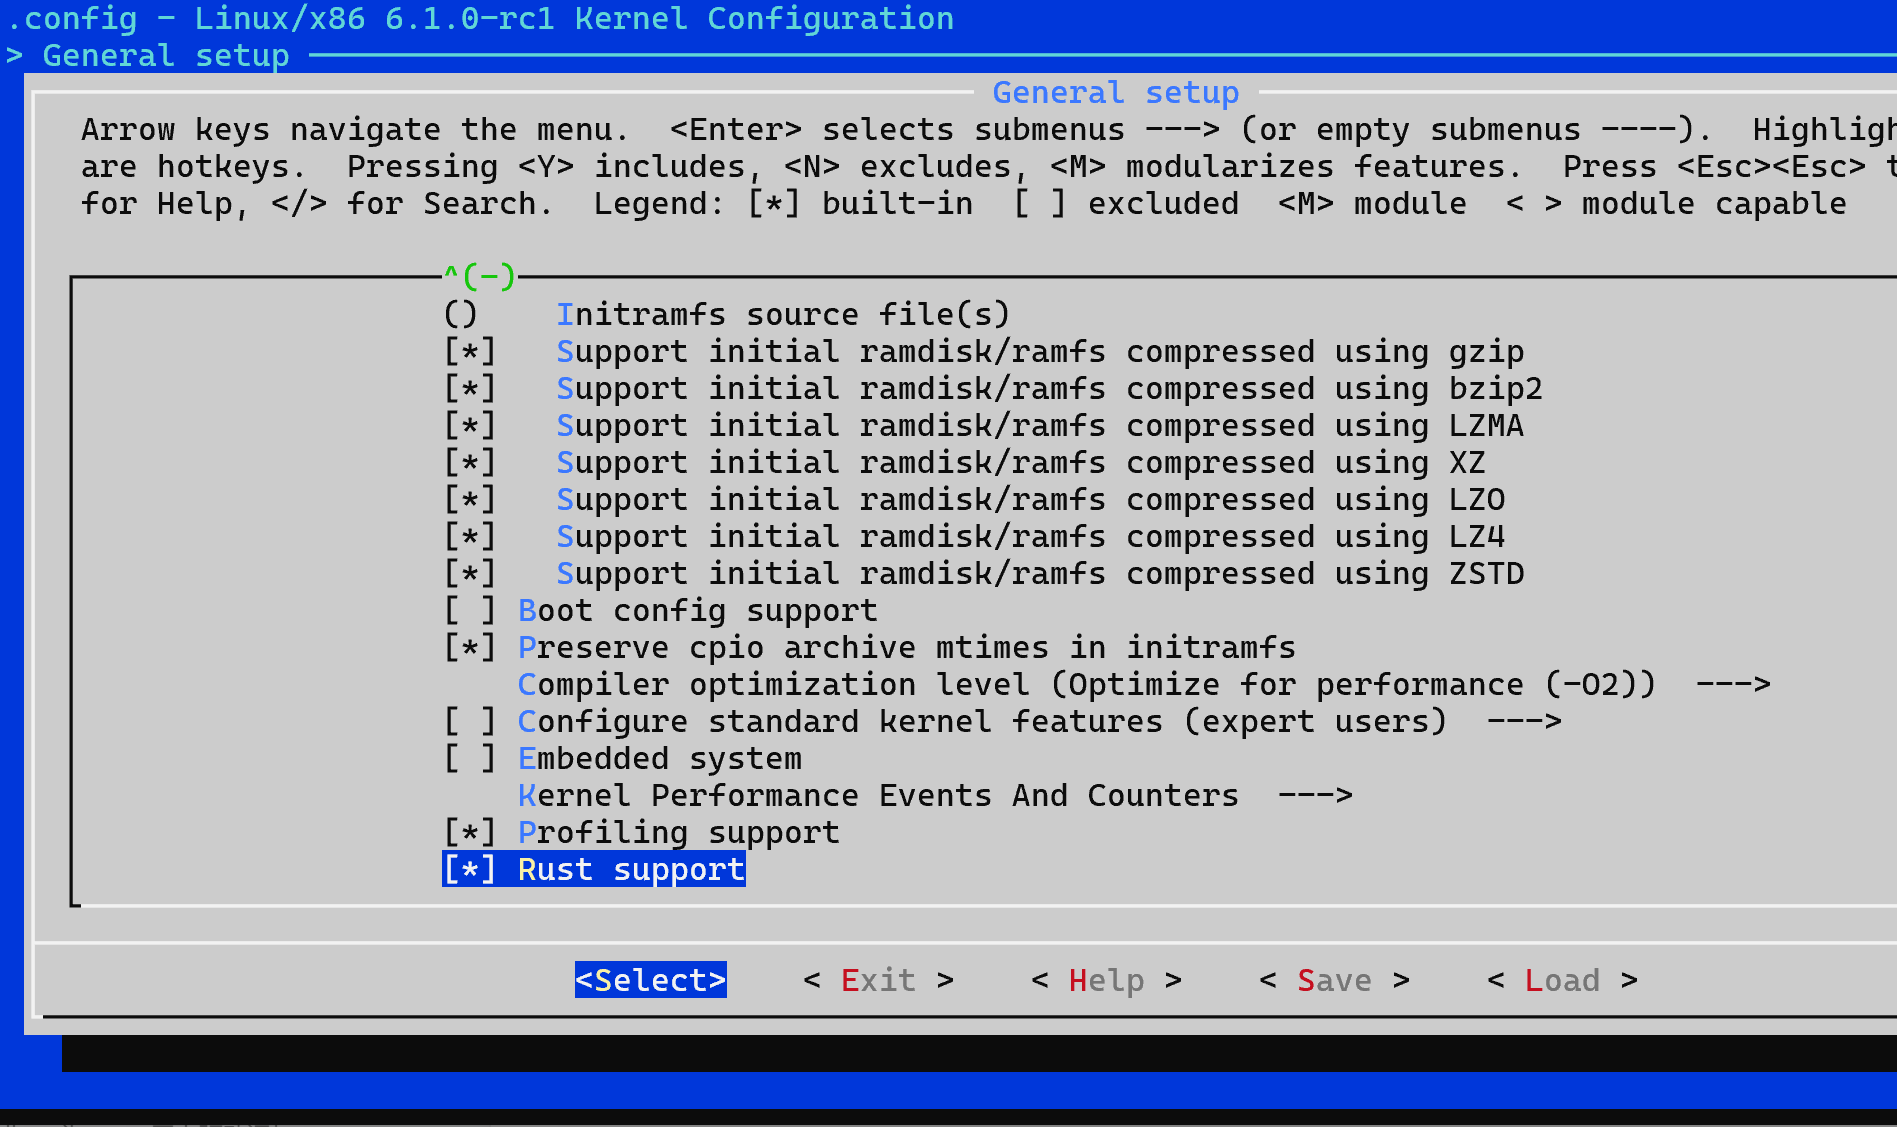 .config - Linux/x86 6.1.0-rc1 Kernel Configuration
> General setup
General setup
Arrow keys navigate the menu.  <Enter> selects submenus ---> (or empty submenus ----).  Highligh
are hotkeys.  Pressing <Y> includes, <N> excludes, <M> modularizes features.  Press <Esc><Esc> t
for Help, </> for Search.  Legend: [*] built-in  [ ] excluded  <M> module  < > module capable
^(-)
()    Initramfs source file(s)
[*]   Support initial ramdisk/ramfs compressed using gzip
[*]   Support initial ramdisk/ramfs compressed using bzip2
[*]   Support initial ramdisk/ramfs compressed using LZMA
[*]   Support initial ramdisk/ramfs compressed using XZ
[*]   Support initial ramdisk/ramfs compressed using LZO
[*]   Support initial ramdisk/ramfs compressed using LZ4
[*]   Support initial ramdisk/ramfs compressed using ZSTD
[ ] Boot config support
[*] Preserve cpio archive mtimes in initramfs
Compiler optimization level (Optimize for performance (-O2))  --->
[ ] Configure standard kernel features (expert users)  --->
[ ] Embedded system
Kernel Performance Events And Counters  --->
[*] Profiling support
[*] Rust support
<Select>    < Exit >    < Help >    < Save >    < Load >